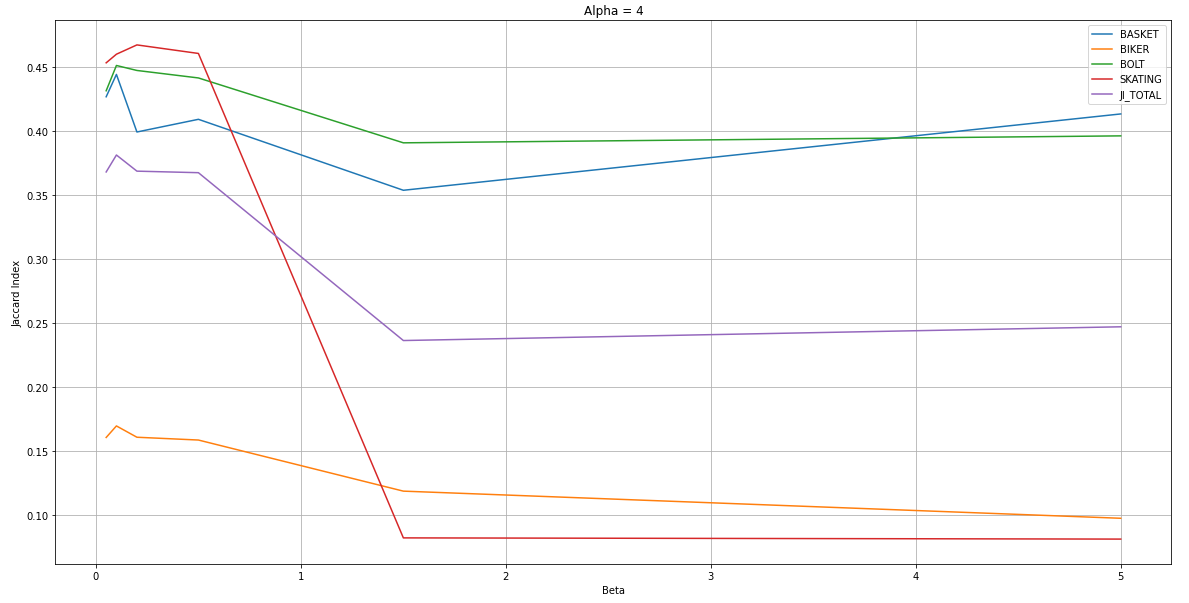 Alpha = 4
BASKET
BIKER
BOLT
SKATING
JI_TOTAL
Jaccard Index
0.45
0.40
0.35
0.30
0.25
0.20
0.15
0.10
0 1 2 3 4 5
Beta